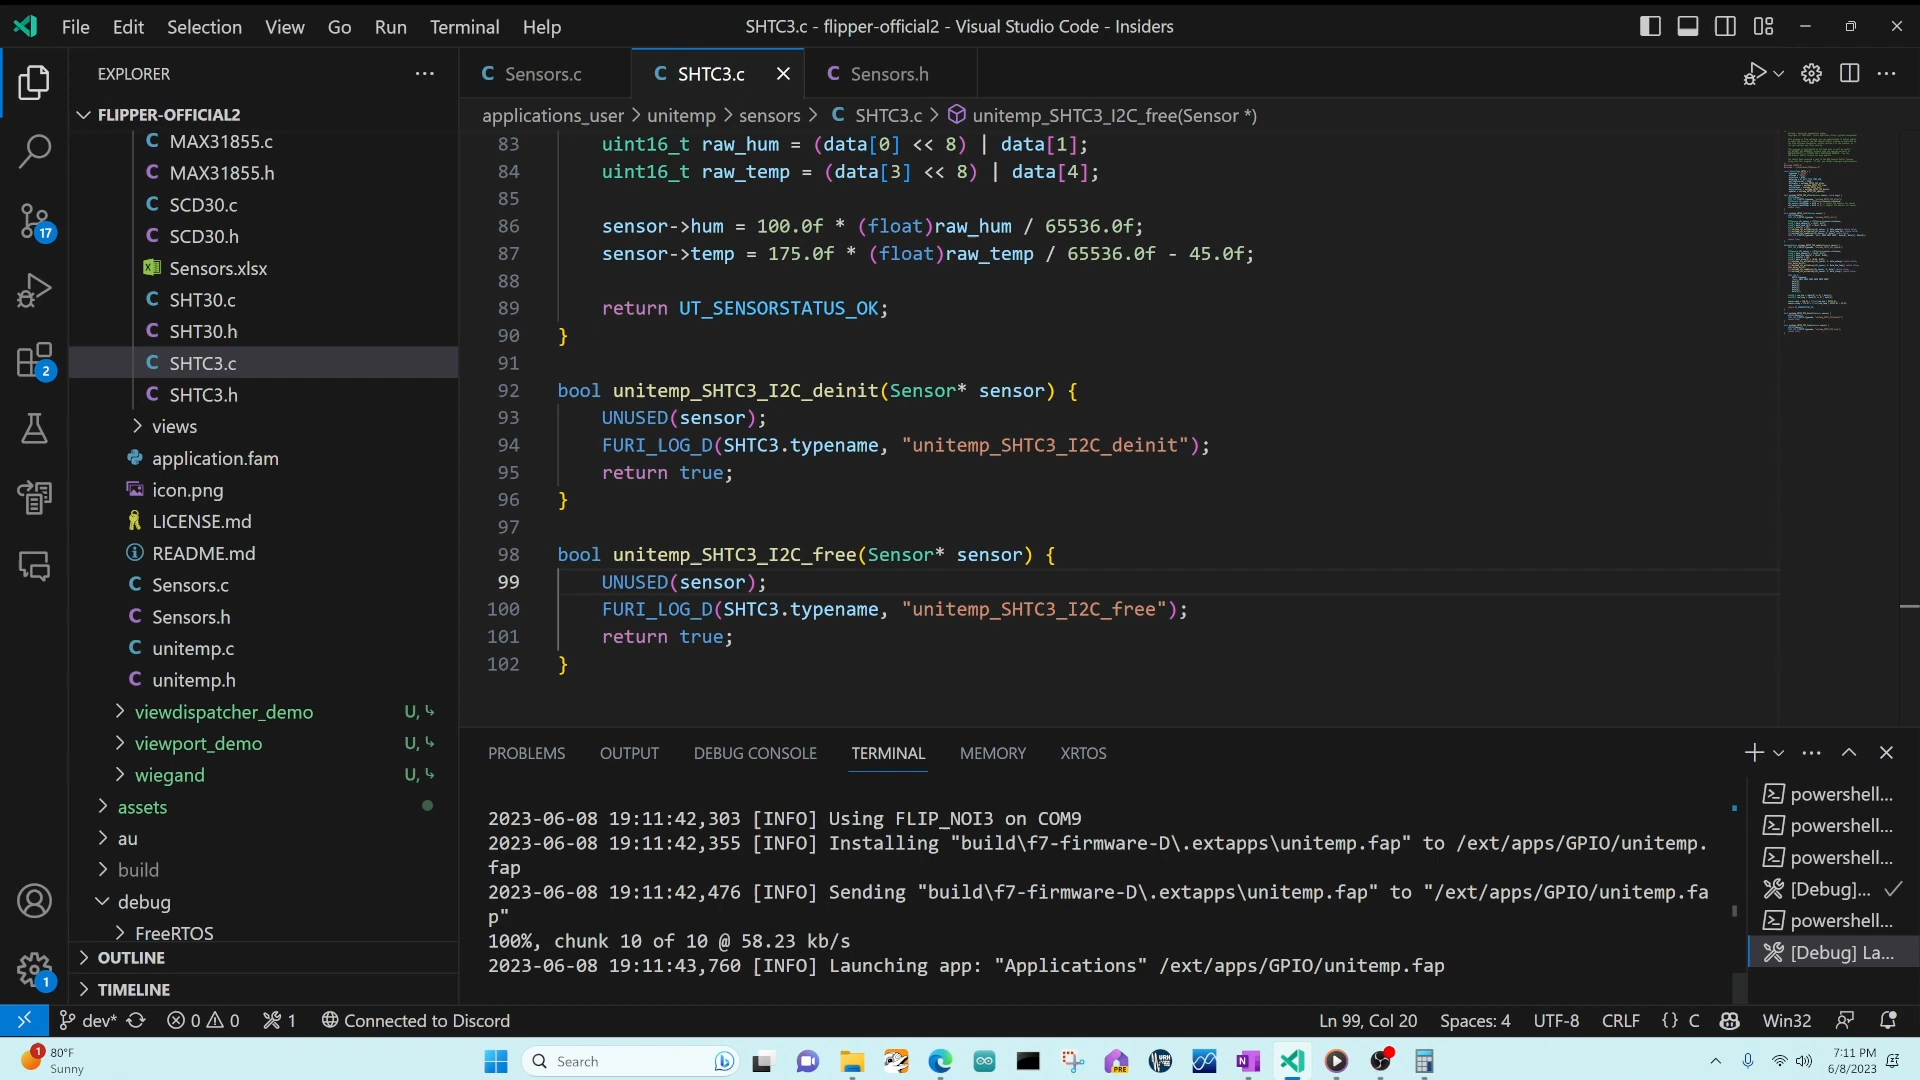 File Edit Selection View Go Run Terminal Help
SHTC3.c - flipper-official2 - Visual Studio Code - Insiders
EXPLORER
FLIPPER-OFFICIAL2
MAX31855.c
MAX31855.h
SCD30.c
SCD30.h
Sensors.xlsx
SHT30.c
SHT30.h
SHTC3.c
SHTC3.h
views
application.fam
icon.png
LICENSE.md
README.md
Sensors.c
Sensors.h
unitemp.c
unitemp.h
viewdispatcher_demo U,
viewport_demo U,
wiegand U,
assets
au
build
debug
FreeRTOS
OUTLINE
TIMELINE
17
2
1
C Sensors.c C SHTC3.c C Sensors.h
applications_user > unitemp > sensors > C SHTC3.c > unitemp_SHTC3_I2C_free(Sensor *)
83 uint16_t raw_hum = (data[0] << 8) | data[1];
84 uint16_t raw_temp = (data[3] << 8) | data[4];
85
86 sensor->hum = 100.0f * (float)raw_hum / 65536.0f;
87 sensor->temp = 175.0f * (float)raw_temp / 65536.0f - 45.0f;
88
89 return UT_SENSORSTATUS_OK;
90 }
91
92 bool unitemp_SHTC3_I2C_deinit(Sensor* sensor) {
93 UNUSED(sensor);
94 FURI_LOG_D(SHTC3.typename, "unitemp_SHTC3_I2C_deinit");
95 return true;
96 }
97
98 bool unitemp_SHTC3_I2C_free(Sensor* sensor) {
99 UNUSED(sensor);
100 FURI_LOG_D(SHTC3.typename, "unitemp_SHTC3_I2C_free");
101 return true;
102 }
PROBLEMS OUTPUT DEBUG CONSOLE TERMINAL MEMORY XRTOS
2023-06-08 19:11:42,303 [INFO] Using FLIP_NOI3 on COM9
2023-06-08 19:11:42,355 [INFO] Installing "build\f7-firmware-D\.extapps\unitemp.fap" to /ext/apps/GPIO/unitemp.
fap
2023-06-08 19:11:42,476 [INFO] Sending "build\f7-firmware-D\.extapps\unitemp.fap" to "/ext/apps/GPIO/unitemp.fa
p"
100%, chunk 10 of 10 @ 58.23 kb/s
2023-06-08 19:11:43,760 [INFO] Launching app: "Applications" /ext/apps/GPIO/unitemp.fap
powershell...
powershell...
powershell...
[Debug]...
powershell...
[Debug] La...
dev* 0 0 1 Connected to Discord
Ln 99, Col 20 Spaces: 4 UTF-8 CRLF {} C Win32
1
80°F
Sunny
Search
PRE
7:11 PM
6/8/2023